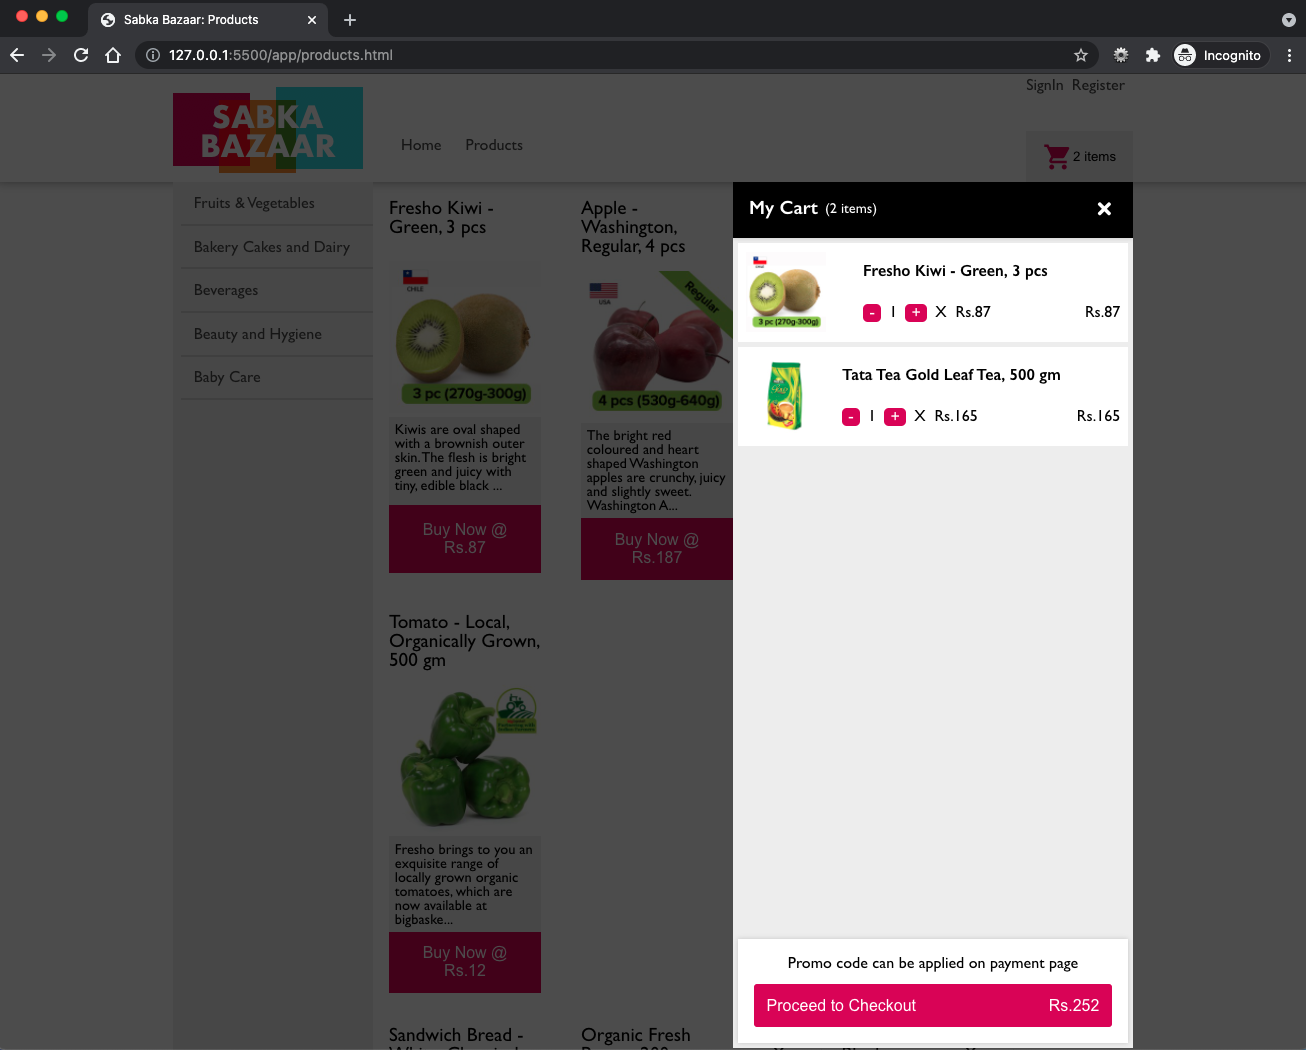 Sabka Bazaar: Products
127.0.0.1:5500/app/products.html
Incognito
SignIn Register
SABKA
BAZAAR
Home Products
2 items
Fruits & Vegetables
Bakery Cakes and Dairy
Beverages
Beauty and Hygiene
Baby Care
Fresho Kiwi -
Green, 3 pcs
CHILE
3 pc (270g-300g)
Kiwis are oval shaped
with a brownish outer
skin. The flesh is bright
green and juicy with
tiny, edible black ...
Buy Now @
Rs.87
Apple -
Washington,
Regular, 4 pcs
USA
Regular
4 pcs (530g-640g)
The bright red
coloured and heart
shaped Washington
apples are crunchy, juicy
and slightly sweet.
Washington A...
Buy Now @
Rs.187
Tomato - Local,
Organically Grown,
500 gm
Fresho brings to you an
exquisite range of
locally grown organic
tomatoes, which are
now available at
bigbaske...
Buy Now @
Rs.12
Sandwich Bread -
Organic Fresh
My Cart (2 items)
Fresho Kiwi - Green, 3 pcs
3 pc (270g-300g)
- 1 + X Rs.87 Rs.87
Tata Tea Gold Leaf Tea, 500 gm
- 1 + X Rs.165 Rs.165
Promo code can be applied on payment page
Proceed to Checkout Rs.252